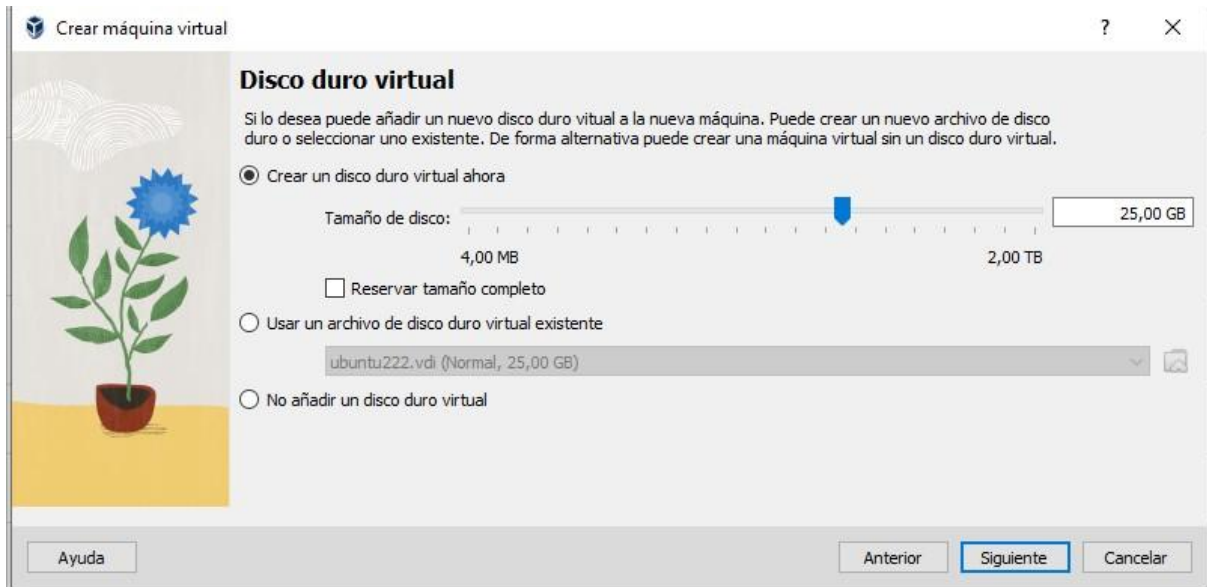 Crear máquina virtual
?
Disco duro virtual
Si lo desea puede añadir un nuevo disco duro vitual a la nueva máquina. Puede crear un nuevo archivo de disco
duro o seleccionar uno existente. De forma alternativa puede crear una máquina virtual sin un disco duro virtual.
Crear un disco duro virtual ahora
Tamaño de disco:
25,00 GB
4,00 MB
2,00 TB
Reservar tamaño completo
Usar un archivo de disco duro virtual existente
ubuntu222.vdi (Normal, 25,00 GB)
No añadir un disco duro virtual
Ayuda
Anterior
Siguiente
Cancelar